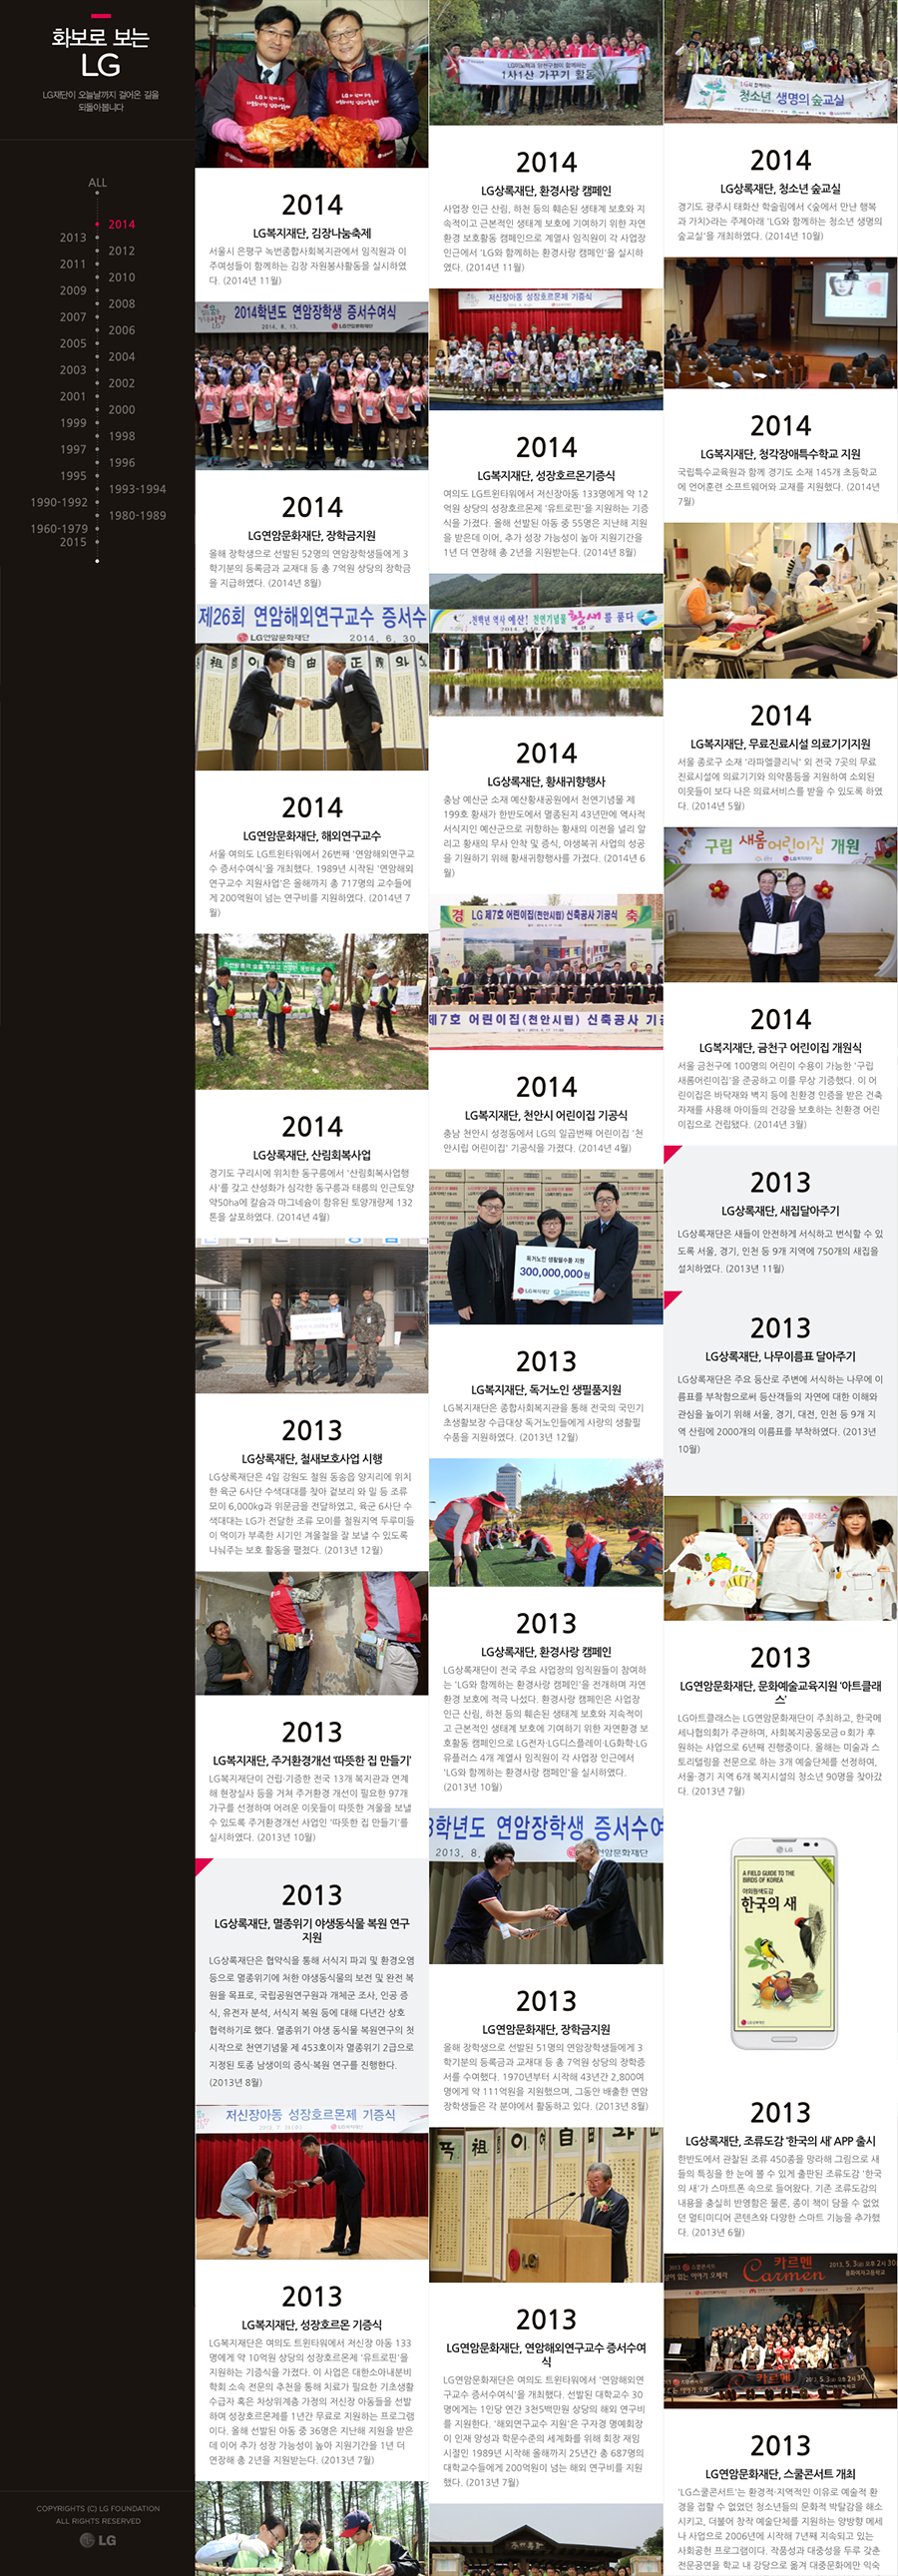 화보로 보는
LG
LG재단이 오늘날까지 걸어온 길을
되돌아봅니다
ALL
2014
2013
2012
2011
2010
2009
2008
2007
2006
2005
2004
2003
2002
2001
2000
1999
1998
1997
1996
1995
1993-1994
1990-1992
1980-1989
1960-1979
2015
COPYRIGHTS (C) LG FOUNDATION
ALL RIGHTS RESERVED
LG
2014
LG복지재단, 김장나눔축제
서울시 은평구 녹번종합사회복지관에서 임직원과 이
주여성들이 함께하는 김장 자원봉사활동을 실시하였
다. (2014년 11월)
2014학년도 연암장학생 증서수여식
2014. 8. 13.
LG연암문화재단
2014
LG연암문화재단, 장학금지원
올해 장학생으로 선발된 52명의 연암장학생들에게 3
학기분의 등록금과 교재대 등 총 7억원 상당의 장학금
을 지급하였다. (2014년 8월)
제26회 연암해외연구교수 증서수
LG연암문화재단 2014. 6. 30.
2014
LG연암문화재단, 해외연구교수
서울 여의도 LG트윈타워에서 26번째 '연암해외연구교
수 증서수여식'을 개최했다. 1989년 시작된 '연암해외
연구교수 지원사업'은 올해까지 총 717명의 교수들에
게 200억원이 넘는 연구비를 지원하였다. (2014년 7
월)
2014
LG상록재단, 산림회복사업
경기도 구리시에 위치한 동구릉에서 '산림회복사업행
사'를 갖고 산성화가 심각한 동구릉과 태릉의 인근토양
약50ha에 칼슘과 마그네슘이 함유된 토양개량제 132
톤을 살포하였다. (2014년 4월)
2013
LG상록재단, 철새보호사업 시행
LG상록재단은 4일 강원도 철원 동송읍 양지리에 위치
한 육군 6사단 수색대대를 찾아 겉보리 와 밀 등 조류
모이 6,000kg과 위문금을 전달하였고, 육군 6사단 수
색대대는 LG가 전달한 조류 모이를 철원지역 두루미들
이 먹이가 부족한 시기인 겨울철을 잘 보낼 수 있도록
나눠주는 보호 활동을 펼쳤다. (2013년 12월)
2013
LG복지재단, 주거환경개선 '따뜻한 집 만들기'
LG복지재단이 건립·기증한 전국 13개 복지관과 연계
해 현장실사 등을 거쳐 주거환경 개선이 필요한 97개
가구를 선정하여 어려운 이웃들이 따뜻한 겨울을 보낼
수 있도록 주거환경개선 사업인 '따뜻한 집 만들기'를
실시하였다. (2013년 10월)
2013
LG상록재단, 멸종위기 야생동식물 복원 연구
지원
LG상록재단은 협약식을 통해 서식지 파괴 및 환경오염
등으로 멸종위기에 처한 야생동식물의 보전 및 완전 복
원을 목표로, 국립공원연구원과 개체군 조사, 인공 증
식, 유전자 분석, 서식지 복원 등에 대해 다년간 상호
협력하기로 했다. 멸종위기 야생 동식물 복원연구의 첫
시작으로 천연기념물 제 453호이자 멸종위기 2급으로
지정된 토종 남생이의 증식·복원 연구를 진행한다.
(2013년 8월)
저신장아동 성장호르몬제 기증식
LG복지재단
2013
LG복지재단, 성장호르몬 기증식
LG복지재단은 여의도 트윈타워에서 저신장 아동 133
명에게 약 10억원 상당의 성장호르몬제 '유트로핀'을
지원하는 기증식을 가졌다. 이 사업은 대한소아내분비
학회 소속 전문의 추천을 통해 치료가 필요한 기초생활
수급자 혹은 차상위계층 가정의 저신장 아동들을 선발
하여 성장호르몬제를 1년간 무료로 지원하는 프로그램
이다. 올해 선발된 아동 중 36명은 지난해 지원을 받은
데 이어 추가 성장 가능성이 높아 지원기간을 1년 더
연장해 총 2년을 지원받는다. (2013년 7월)
1사1산 가꾸기 활동
2014
LG상록재단, 환경사랑 캠페인
사업장 인근 산림, 하천 등의 훼손된 생태계 보호와 지
속적이고 근본적인 생태계 보호에 기여하기 위한 자연
환경 보호활동 캠페인으로 계열사 임직원이 각 사업장
인근에서 'LG와 함께하는 환경사랑 캠페인'을 실시하
였다. (2014년 11월)
저신장아동 성장호르몬제 기증식
2014
LG복지재단, 성장호르몬기증식
여의도 LG트윈타워에서 저신장아동 133명에게 약 12
억원 상당의 성장호르몬제 '유트로핀'을 지원하는 기증
식을 가졌다. 올해 선발된 아동 중 55명은 지난해 지원
을 받은데 이어, 추가 성장 가능성이 높아 지원기간을
1년 더 연장해 총 2년을 지원받는다. (2014년 8월)
천백년 역사 예산! 천연기념물 황새를 품다
2014
LG상록재단, 황새귀향행사
충남 예산군 소재 예산황새공원에서 천연기념물 제
199호 황새가 한반도에서 멸종된지 43년만에 역사적
서식지인 예산군으로 귀향하는 황새의 이전을 널리 알
리고 황새의 무사 안착 및 증식, 야생복귀 사업의 성공
을 기원하기 위해 황새귀향행사를 가졌다. (2014년 6
월)
경 LG 제7호 어린이집(천안시립) 신축공사 기공식 축
제7호 어린이집(천안시립) 신축공사 기공
2014
LG복지재단, 천안시 어린이집 기공식
충남 천안시 성정동에서 LG의 일곱번째 어린이집 '천
안시립 어린이집' 기공식을 가졌다. (2014년 4월)
독거노인 생활필수품 지원
300,000,000원
LG복지재단
2013
LG복지재단, 독거노인 생필품지원
LG복지재단은 종합사회복지관을 통해 전국의 국민기
초생활보장 수급대상 독거노인들에게 사랑의 생활필
수품을 지원하였다. (2013년 12월)
2013
LG상록재단, 환경사랑 캠페인
LG상록재단이 전국 주요 사업장의 임직원들이 참여하
는 'LG와 함께하는 환경사랑 캠페인'을 전개하며 자연
환경 보호에 적극 나섰다. 환경사랑 캠페인은 사업장
인근 산림, 하천 등의 훼손된 생태계 보호와 지속적이
고 근본적인 생태계 보호에 기여하기 위한 자연환경 보
호활동 캠페인으로 LG전자·LG디스플레이·LG화학·LG
유플러스 4개 계열사 임직원이 각 사업장 인근에서
'LG와 함께하는 환경사랑 캠페인'을 실시하였다.
(2013년 10월)
3학년도 연암장학생 증서수여
2013. 8.
2013
LG연암문화재단, 장학금지원
올해 장학생으로 선발된 51명의 연암장학생들에게 3
학기분의 등록금과 교재대 등 총 7억원 상당의 장학증
서를 수여했다. 1970년부터 시작해 43년간 2,800여
명에게 약 111억원을 지원했으며, 그동안 배출한 연암
장학생들은 각 분야에서 활동하고 있다. (2013년 8월)
2013
LG연암문화재단, 연암해외연구교수 증서수여
식
LG연암문화재단은 여의도 트윈타워에서 '연암해외연
구교수 증서수여식'을 개최했다. 선발된 대학교수 30
명에게는 1인당 연간 3천5백만원 상당의 해외 연구비
를 지원한다. '해외연구교수 지원'은 구자경 명예회장
이 인재 양성과 학문수준의 세계화를 위해 회장 재임
시절인 1989년 시작해 올해까지 25년간 총 687명의
대학교수들에게 200억원이 넘는 해외 연구비를 지원
했다. (2013년 7월)
LG와 함께하는
청소년 생명의 숲교실
2014
LG상록재단, 청소년 숲교실
경기도 광주시 태화산 학술림에서 <숲에서 만난 행복
과 가치>라는 주제아래 'LG와 함께하는 청소년 생명의
숲교실'을 개최하였다. (2014년 10월)
2014
LG복지재단, 청각장애특수학교 지원
국립특수교육원과 함께 경기도 소재 145개 초등학교
에 언어훈련 소프트웨어와 교재를 지원했다. (2014년
7월)
2014
LG복지재단, 무료진료시설 의료기기지원
서울 종로구 소재 '라파엘클리닉' 외 전국 7곳의 무료
진료시설에 의료기기와 의약품등을 지원하여 소외된
이웃들이 보다 나은 의료서비스를 받을 수 있도록 하였
다. (2014년 5월)
구립 새롬어린이집 개원
2014
LG복지재단, 금천구 어린이집 개원식
서울 금천구에 100명의 어린이 수용이 가능한 '구립
새롬어린이집'을 준공하고 이를 무상 기증했다. 이 어
린이집은 바닥재와 벽지 등에 친환경 인증을 받은 건축
자재를 사용해 아이들의 건강을 보호하는 친환경 어린
이집으로 건립됐다. (2014년 3월)
2013
LG상록재단, 새집달아주기
LG상록재단은 새들이 안전하게 서식하고 번식할 수 있
도록 서울, 경기, 인천 등 9개 지역에 750개의 새집을
설치하였다. (2013년 11월)
2013
LG상록재단, 나무이름표 달아주기
LG상록재단은 주요 등산로 주변에 서식하는 나무에 이
름표를 부착함으로써 등산객들의 자연에 대한 이해와
관심을 높이기 위해 서울, 경기, 대전, 인천 등 9개 지
역 산림에 2000개의 이름표를 부착하였다. (2013년
10월)
2013
LG연암문화재단, 문화예술교육지원 '아트클래
스'
LG아트클래스는 LG연암문화재단이 주최하고, 한국메
세나협의회가 주관하며, 사회복지공동모금ㅇ회가 후
원하는 사업으로 6년째 진행중이다. 올해는 미술과 스
토리텔링을 전문으로 하는 3개 예술단체를 선정하여,
서울·경기 지역 6개 복지시설의 청소년 90명을 찾아갔
다. (2013년 7월)
LG
A FIELD GUIDE TO THE
BIRDS OF KOREA
야외원색도감
한국의 새
2013
LG상록재단, 조류도감 '한국의 새' APP 출시
한반도에서 관찰된 조류 450종을 망라해 그림으로 새
들의 특징을 한 눈에 볼 수 있게 출판된 조류도감 '한국
의 새'가 스마트폰 속으로 들어왔다. 기존 조류도감의
내용을 충실히 반영함은 물론, 종이 책이 담을 수 없었
던 멀티미디어 콘텐츠와 다양한 스마트 기능을 추가했
다. (2013년 6월)
카르멘
Carmen
2013. 5. 3(금) 오후 2시 30
카르멘
2013
LG연암문화재단, 스쿨콘서트 개최
'LG스쿨콘서트'는 환경적·지역적인 이유로 예술적 환
경을 접할 수 없었던 청소년들의 문화적 박탈감을 해소
시키고, 더불어 창작 예술단체를 지원하는 양방향 메세
나 사업으로 2006년에 시작해 7년째 지속되고 있는
사회공헌 프로그램이다. 작품성과 대중성을 두루 갖춘
전문공연을 학교 내 강당으로 옮겨 대중문화에만 익숙